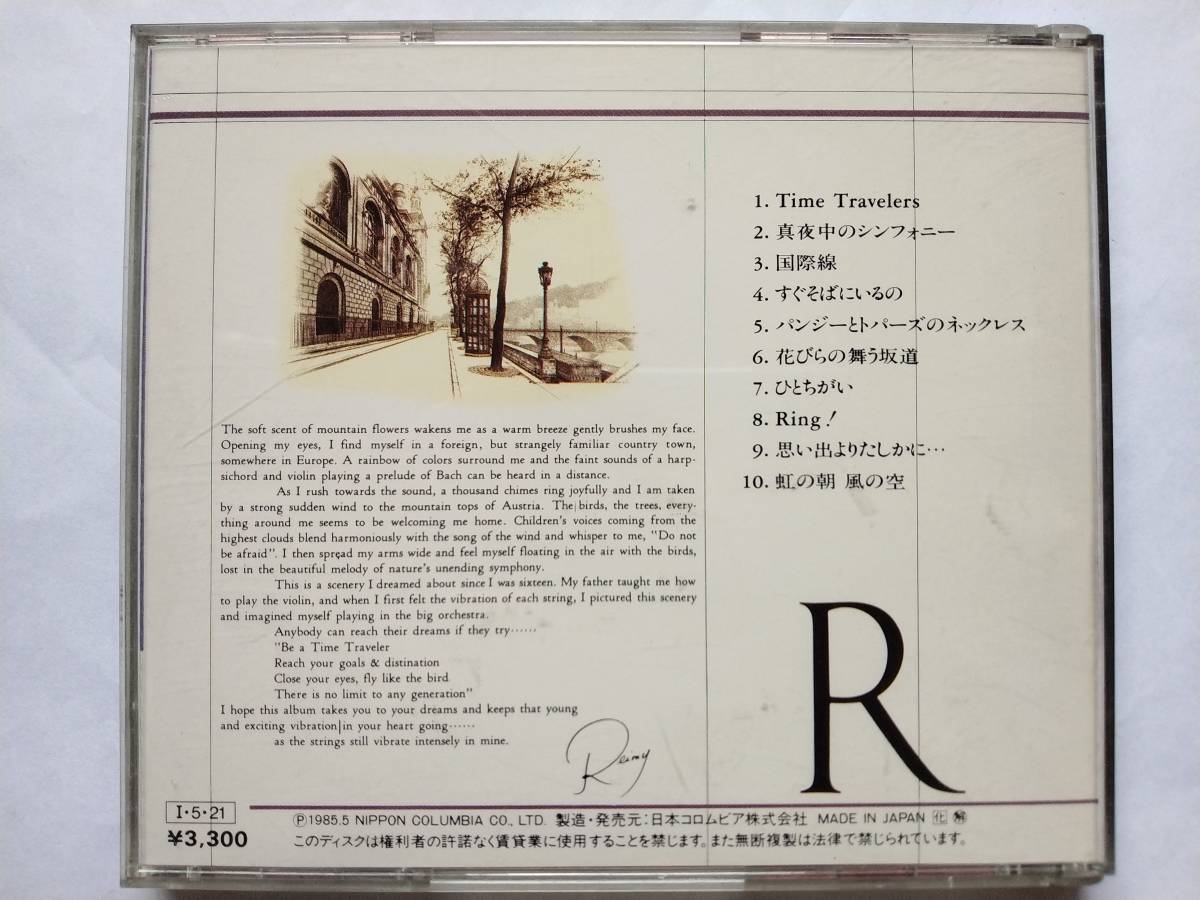 The soft scent of mountain flowers wakens me as a warm breeze gently brushes my face.
Opening my eyes, I find myself in a foreign, but strangely familiar country town,
somewhere in Europe. A rainbow of colors surround me and the faint sounds of a harp-
sichord and violin playing a prelude of Bach can be heard in a distance.
As I rush towards the sound, a thousand chimes ring joyfully and I am taken
by a strong sudden wind to the mountain tops of Austria. The birds, the trees, every-
thing around me seems to be welcoming me home. Children's voices coming from the
highest clouds blend harmoniously with the song of the wind and whisper to me, "Do not
be afraid". I then spread my arms wide and feel myself floating in the air with the birds,
lost in the beautiful melody of nature's unending symphony.
This is a scenery I dreamed about since I was sixteen. My father taught me how
to play the violin, and when I first felt the vibration of each string, I pictured this scenery
and imagined myself playing in the big orchestra.
Anybody can reach their dreams if they try……
"Be a Time Traveler
Reach your goals & distination
Close your eyes, fly like the bird
There is no limit to any generation"
I hope this album takes you to your dreams and keeps that young
and exciting vibration in your heart going……
as the strings still vibrate intensely in mine.
Reimy
1. Time Travelers
2. 真夜中のシンフォニー
3. 国際線
4. すぐそばにいるの
5. パンジーとトパーズのネックレス
6. 花びらの舞う坂道
7. ひとちがい
8. Ring!
9. 思い出よりたしかに…
10. 虹の朝 風の空
R
I・5・21
¥3,300
Ⓟ1985.5 NIPPON COLUMBIA CO., LTD. 製造・発売元:日本コロムビア株式会社 MADE IN JAPAN
このディスクは権利者の許諾なく賃貸業に使用することを禁じます。また無断複製は法律で禁じられています。